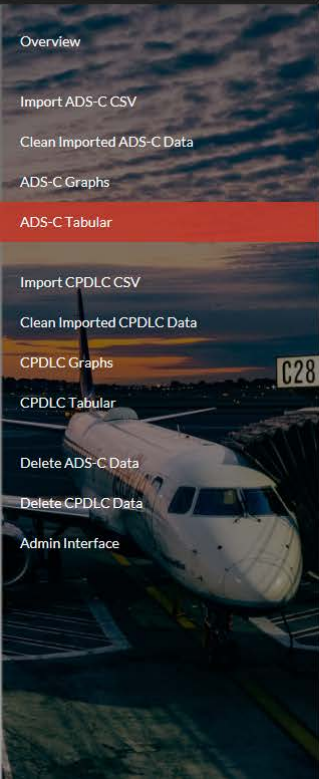 Overview
Import ADS-C CSV
Clean Imported ADS-C Data
ADS-C Graphs
ADS-C Tabular
Import CPDLC CSV
Clean Imported CPDLC Data
CPDLC Graphs
C28
CPDLC Tabular
Delete ADS-C Data
Delete CPDLC Data
Admin Interface